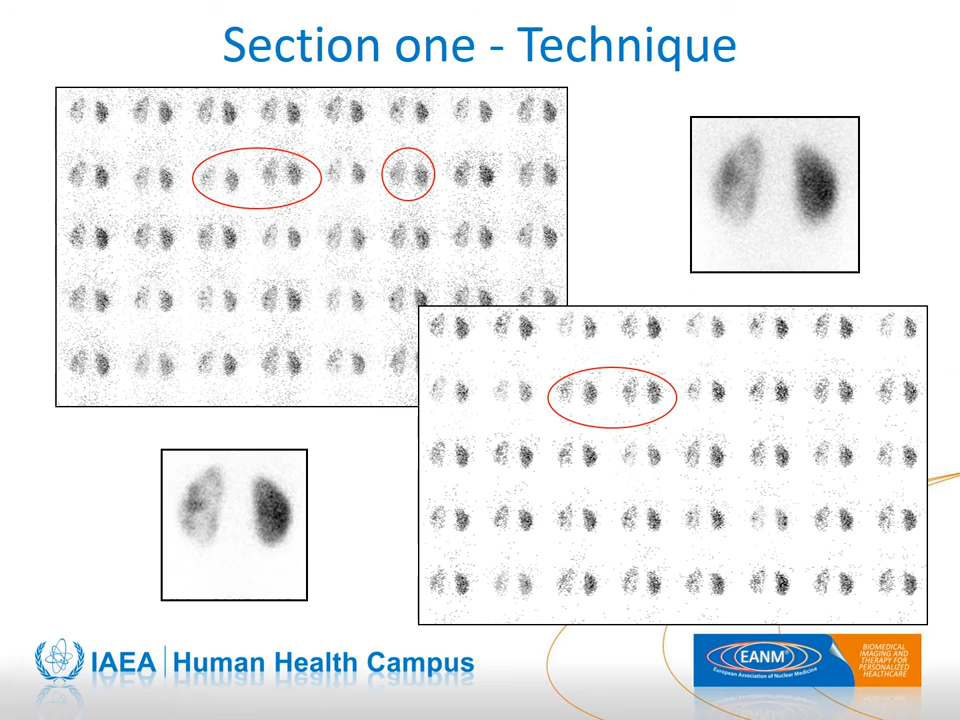 Section one - Technique
IAEA
Human Health Campus
EANM®
European Association of Nuclear Medicine
BIOMEDICAL
IMAGING AND
THERAPY FOR
PERSONALIZED
HEALTHCARE